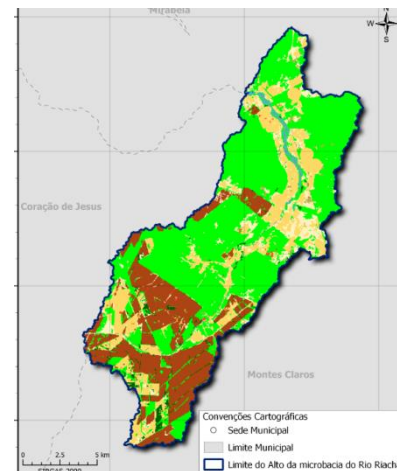 Mirabela
W
S
Coração de Jesus
Montes Claros
Convenções Cartográficas
Sede Municipal
Limite Municipal
Limite do Alto da microbacia do Rio Riach
0 2.5 5 km